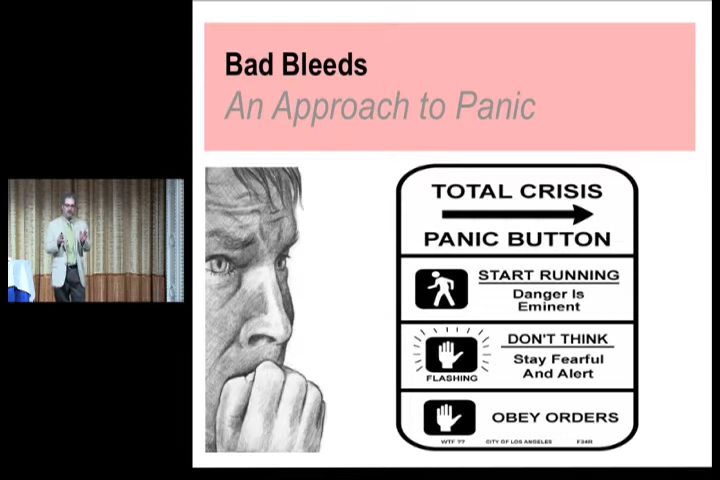 Bad Bleeds
An Approach to Panic
TOTAL CRISIS
PANIC BUTTON
START RUNNING
Danger Is
Eminent
DON'T THINK
Stay Fearful
And Alert
FLASHING
OBEY ORDERS
WTF ?? CITY OF LOS ANGELES F34R